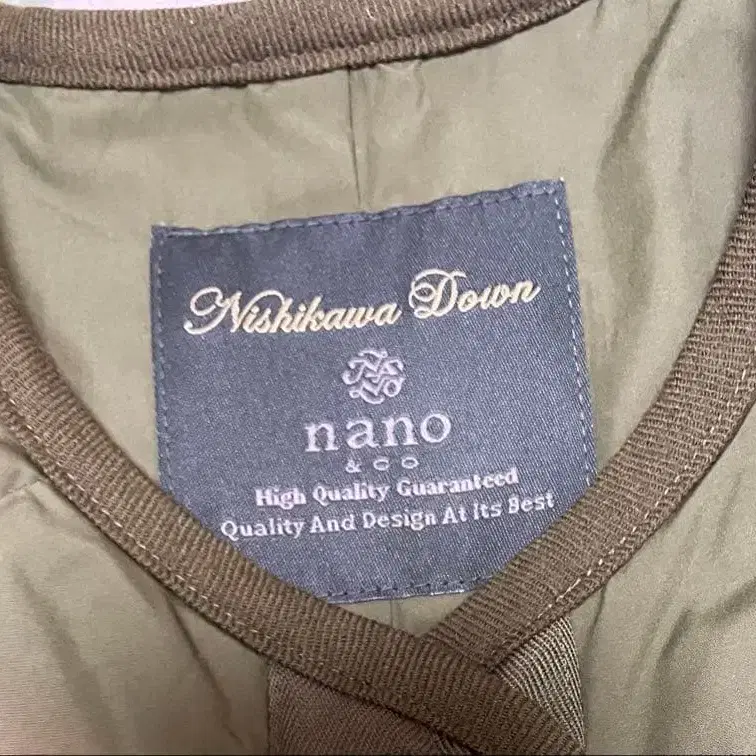 Nishikawa Down
nano
& co
High Quality Guaranteed
Quality And Design At Its Best